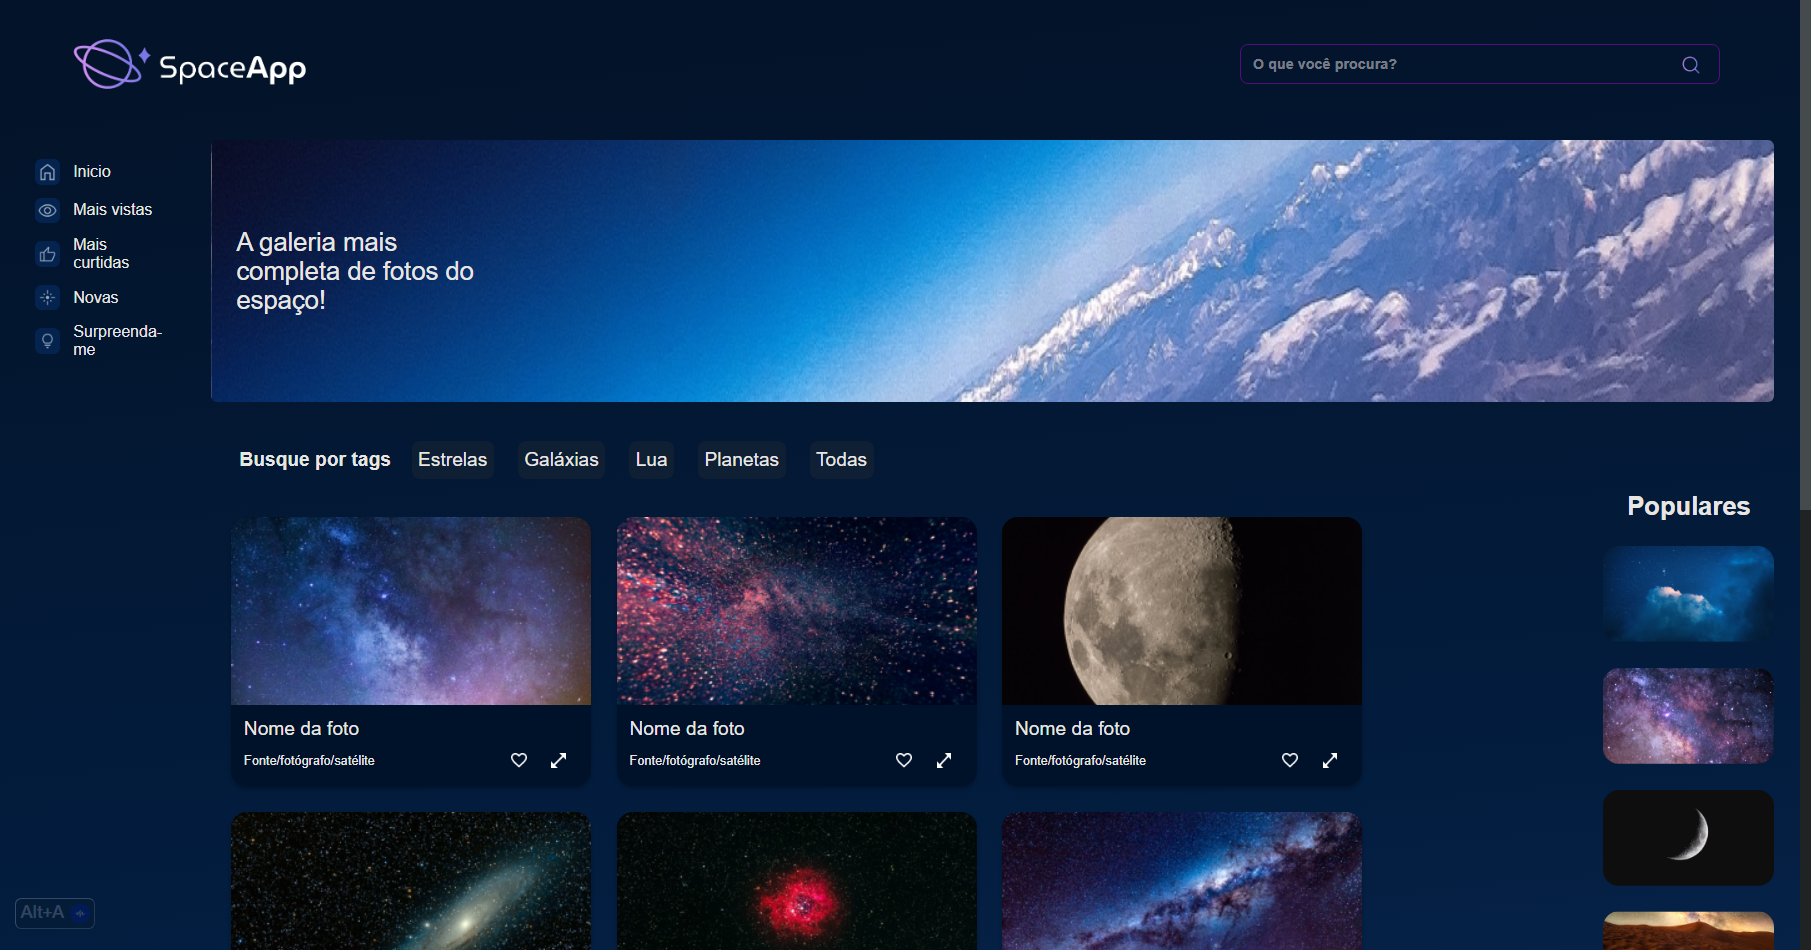 SpaceApp
O que você procura?
Inicio
Mais vistas
Mais
curtidas
Novas
Surpreenda-
me
A galeria mais
completa de fotos do
espaço!
Busque por tags
Estrelas
Galáxias
Lua
Planetas
Todas
Populares
Nome da foto
Fonte/fotógrafo/satélite
Nome da foto
Fonte/fotógrafo/satélite
Nome da foto
Fonte/fotógrafo/satélite
Alt+A